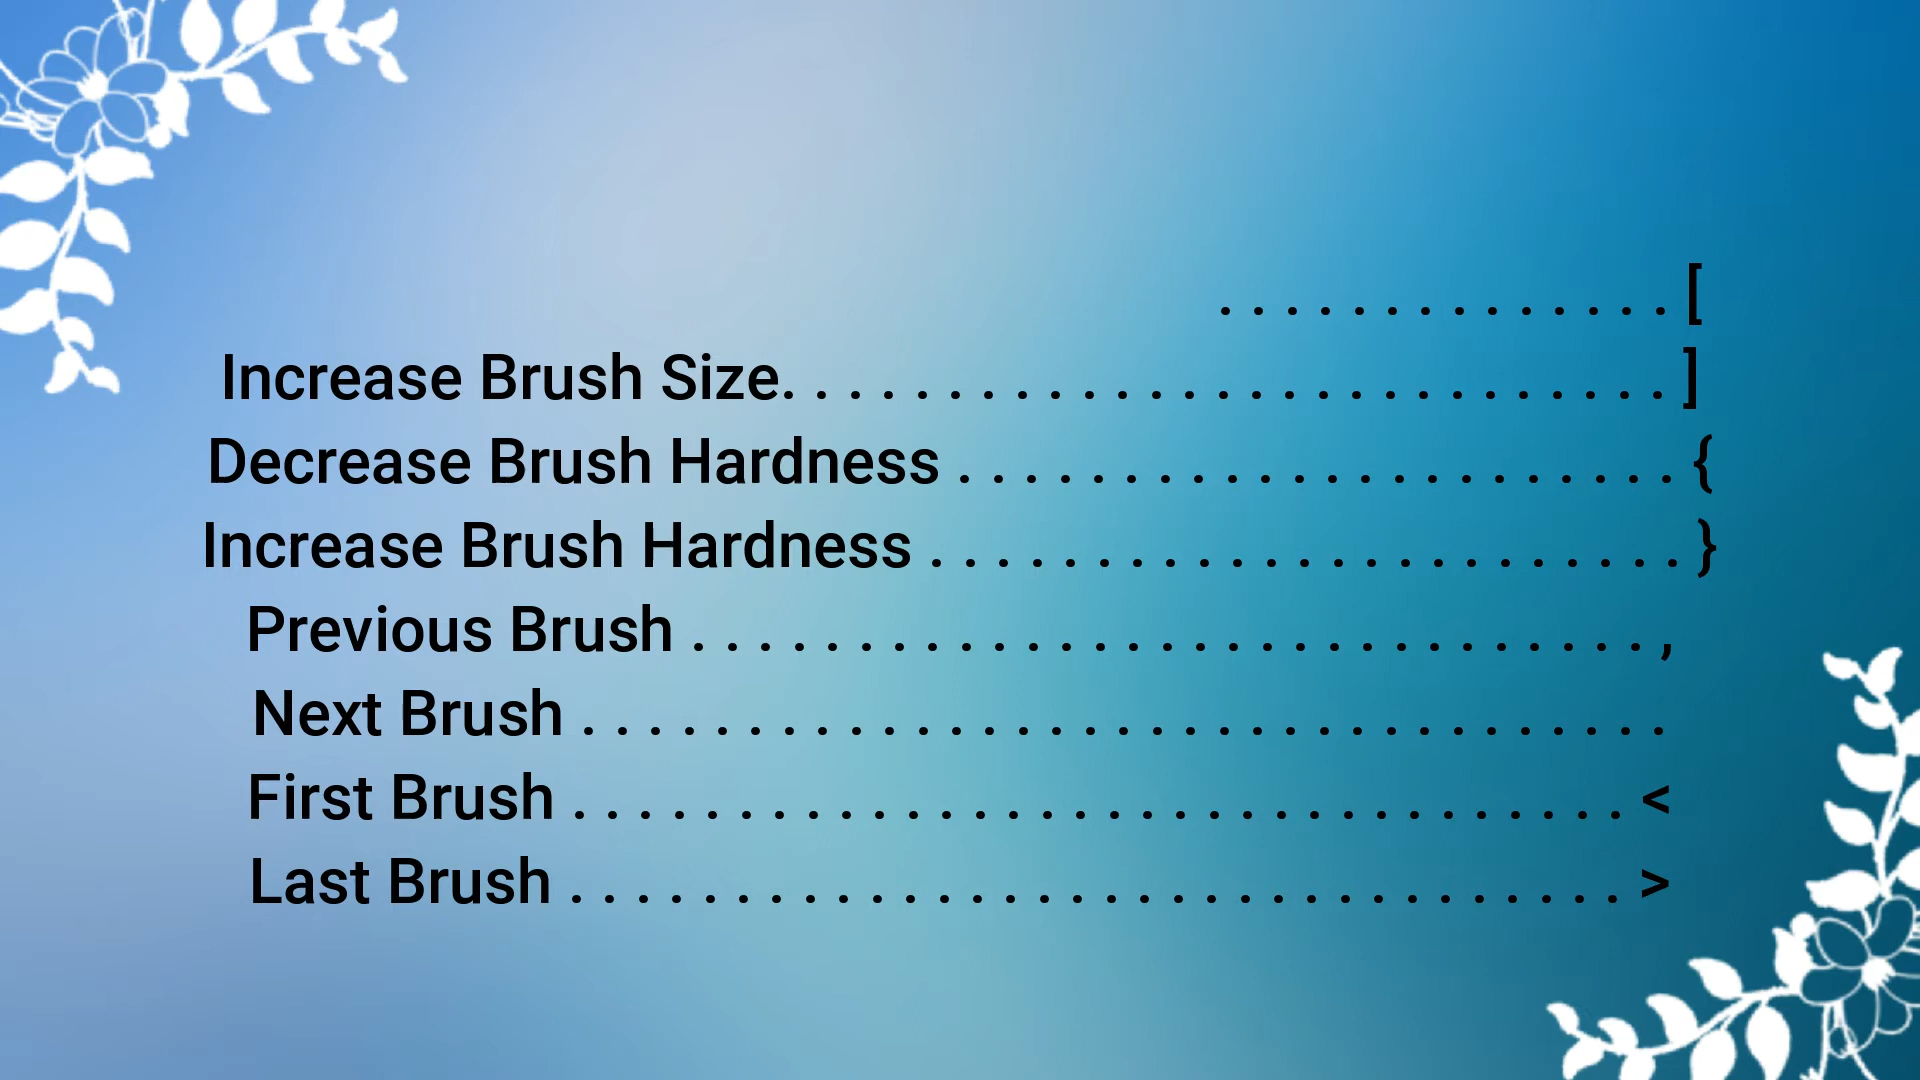 . . . . . . . . . . . . . . [
Increase Brush Size. . . . . . . . . . . . . . . . . . . . . . . . . . . ]
Decrease Brush Hardness . . . . . . . . . . . . . . . . . . . . . . {
Increase Brush Hardness . . . . . . . . . . . . . . . . . . . . . . . }
Previous Brush . . . . . . . . . . . . . . . . . . . . . . . . . . . . . ,
Next Brush . . . . . . . . . . . . . . . . . . . . . . . . . . . . . . . . .
First Brush . . . . . . . . . . . . . . . . . . . . . . . . . . . . . . . . <
Last Brush . . . . . . . . . . . . . . . . . . . . . . . . . . . . . . . . >